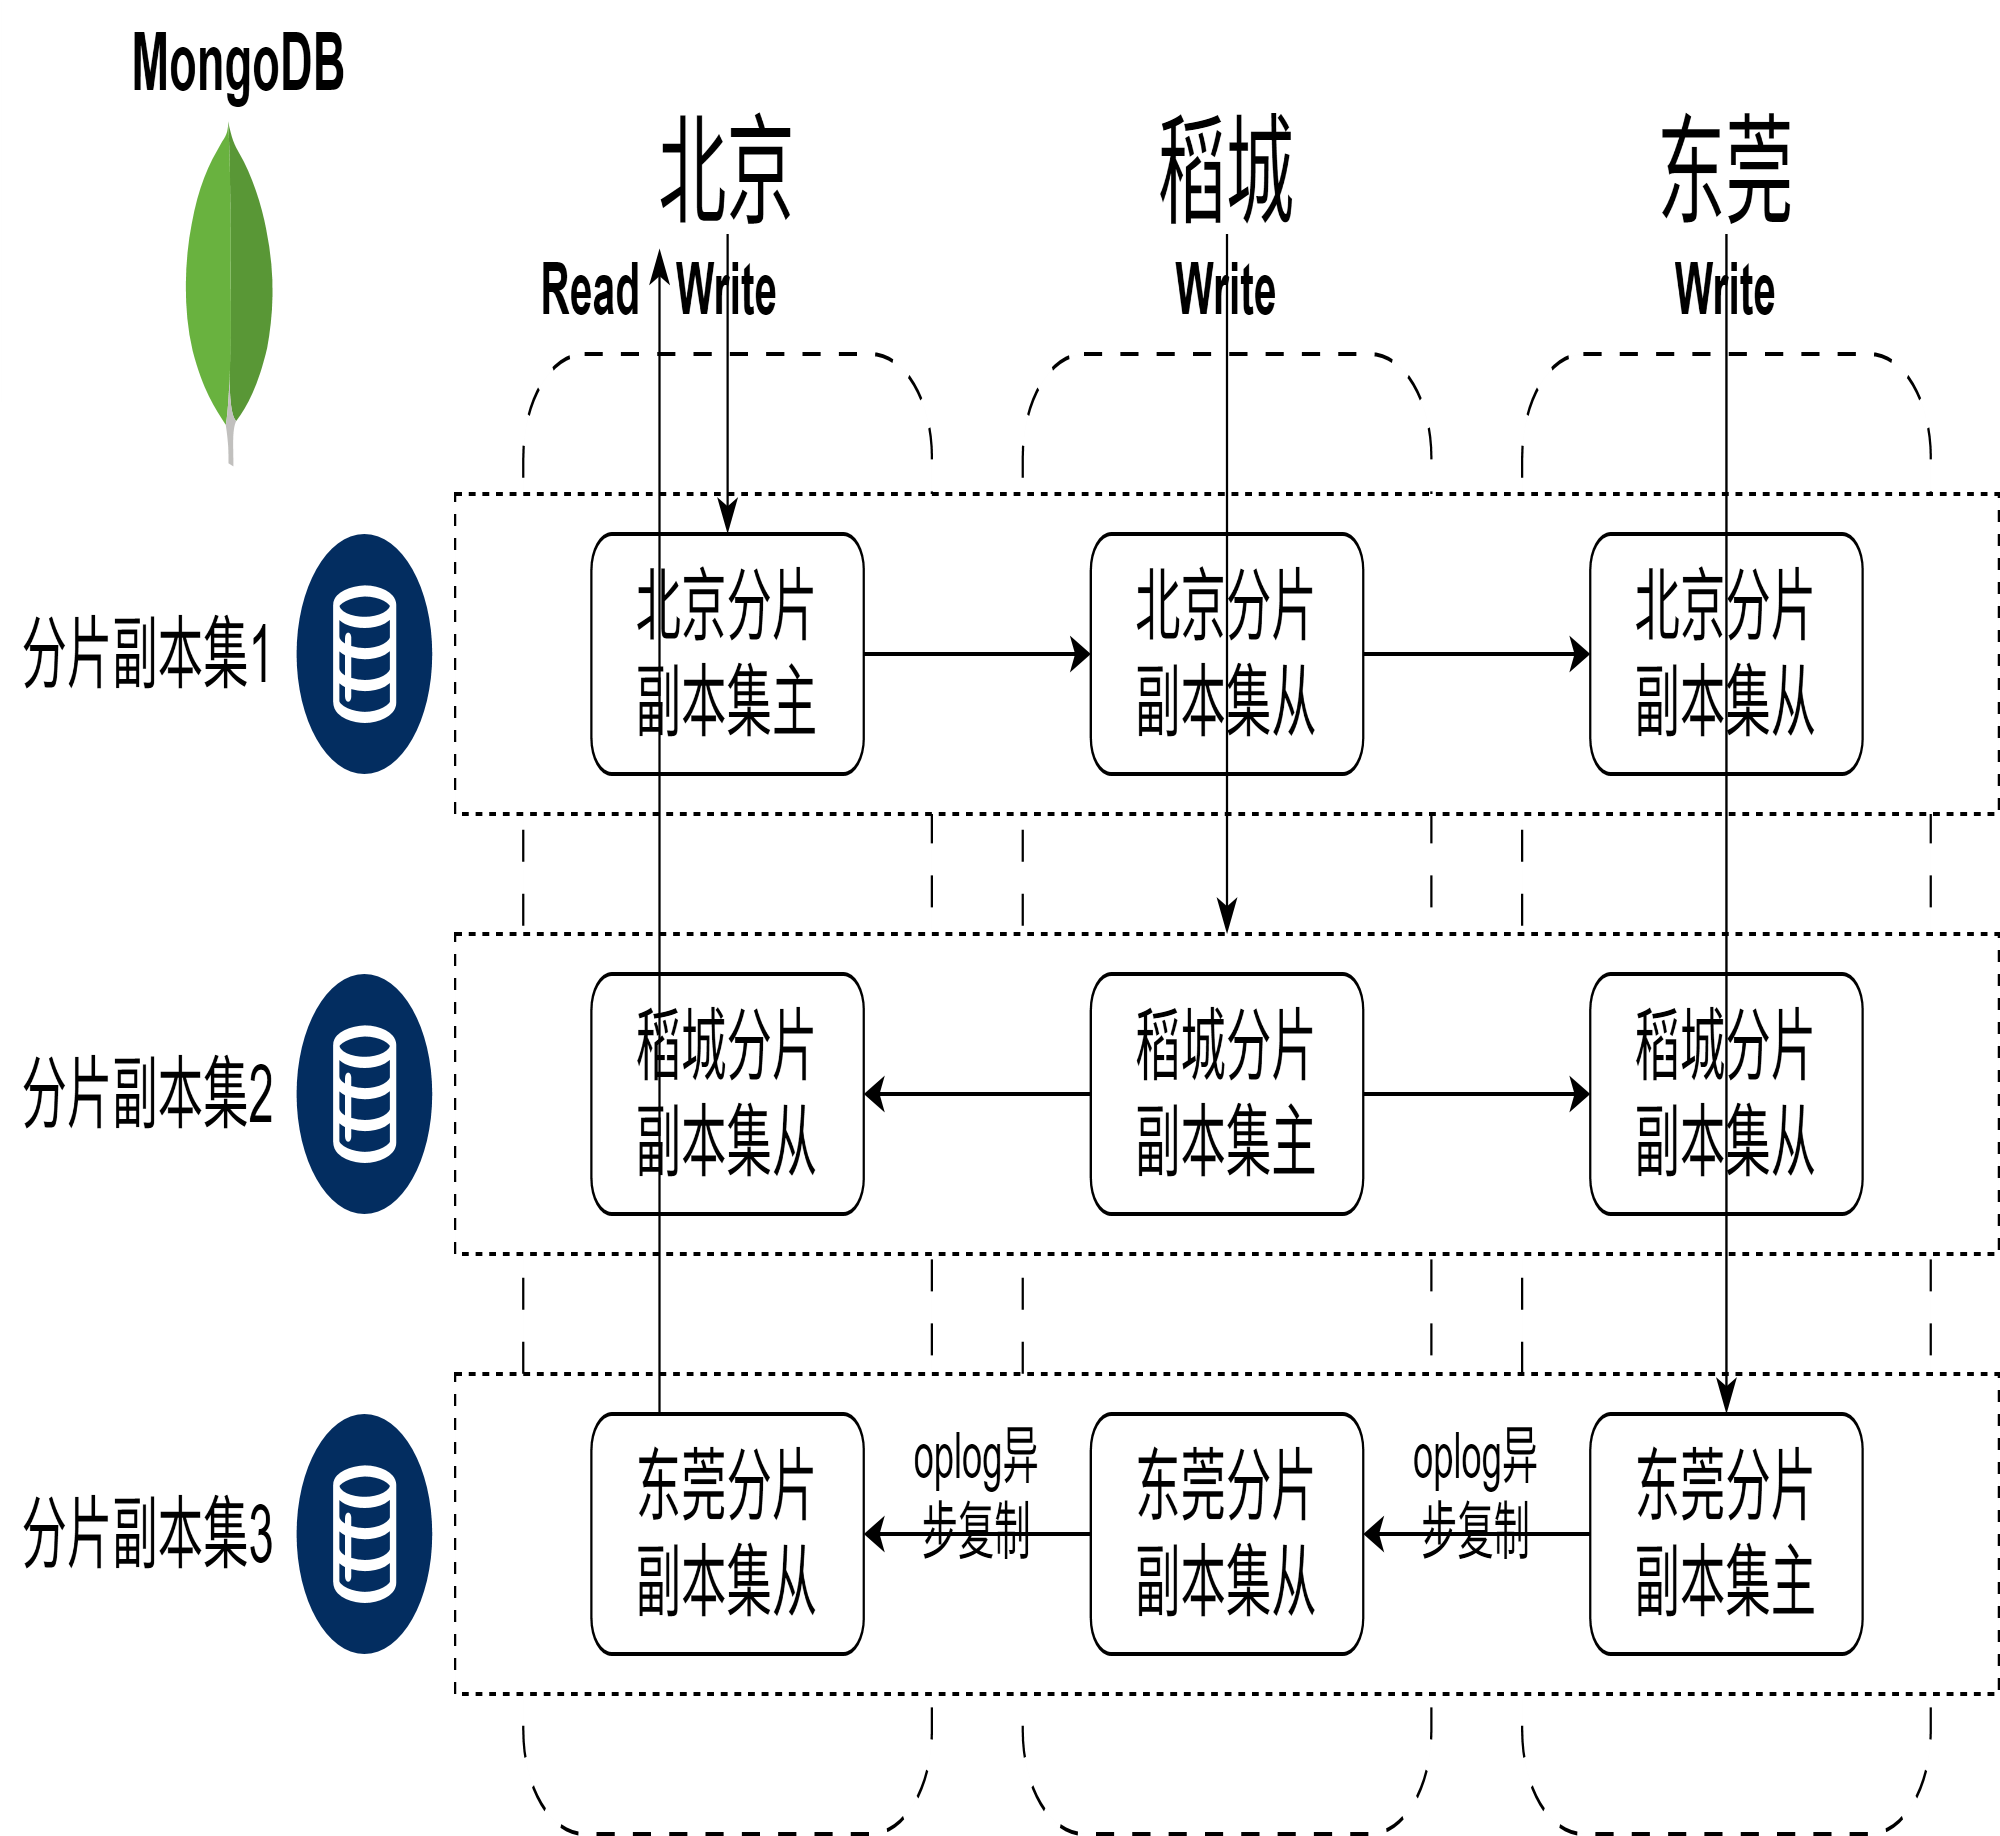 MongoDB
北京
稻城
东莞
Read
Write
Write
Write
分片副本集1
北京分片
副本集主
北京分片
副本集从
北京分片
副本集从
分片副本集2
稻城分片
副本集从
稻城分片
副本集主
稻城分片
副本集从
分片副本集3
东莞分片
副本集从
oplog异
步复制
东莞分片
副本集从
oplog异
步复制
东莞分片
副本集主